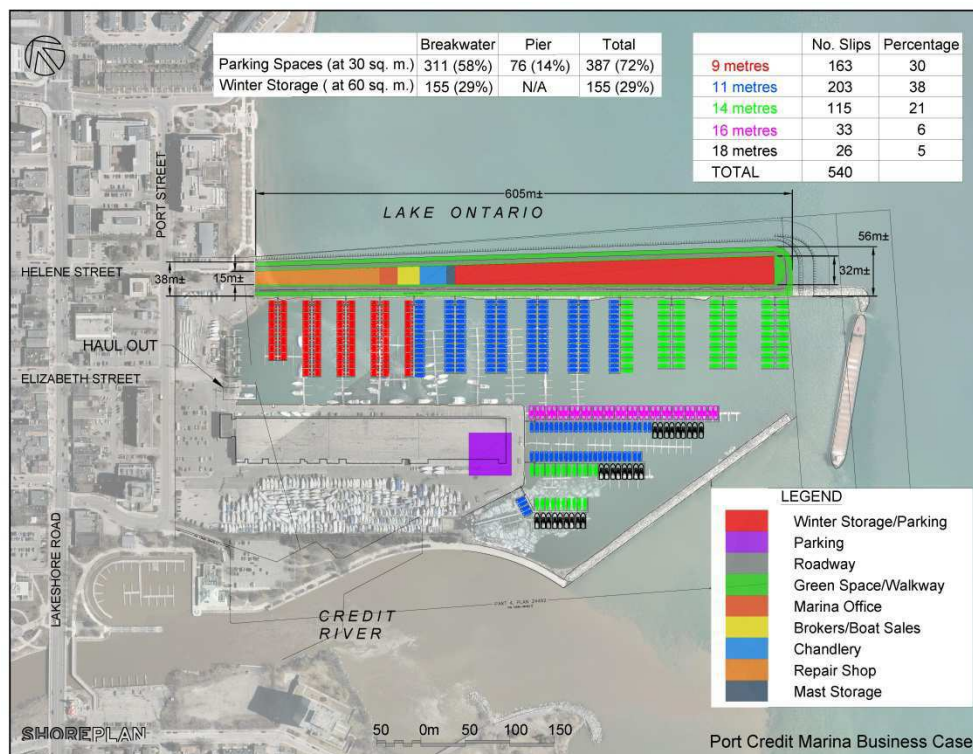 Breakwater Pier Total
Parking Spaces (at 30 sq. m.) 311 (58%) 76 (14%) 387 (72%)
Winter Storage ( at 60 sq. m.) 155 (29%) N/A 155 (29%)
No. Slips Percentage
9 metres 163 30
11 metres 203 38
14 metres 115 21
16 metres 33 6
18 metres 26 5
TOTAL 540
605m±
LAKE ONTARIO
PORT STREET
HELENE STREET
38m±
15m±
56m±
32m±
HAUL OUT
ELIZABETH STREET
LAKESHORE ROAD
CREDIT
RIVER
LEGEND
Winter Storage/Parking
Parking
Roadway
Green Space/Walkway
Marina Office
Brokers/Boat Sales
Chandlery
Repair Shop
Mast Storage
SHOREPLAN
50 0m 50 100 150
Port Credit Marina Business Case